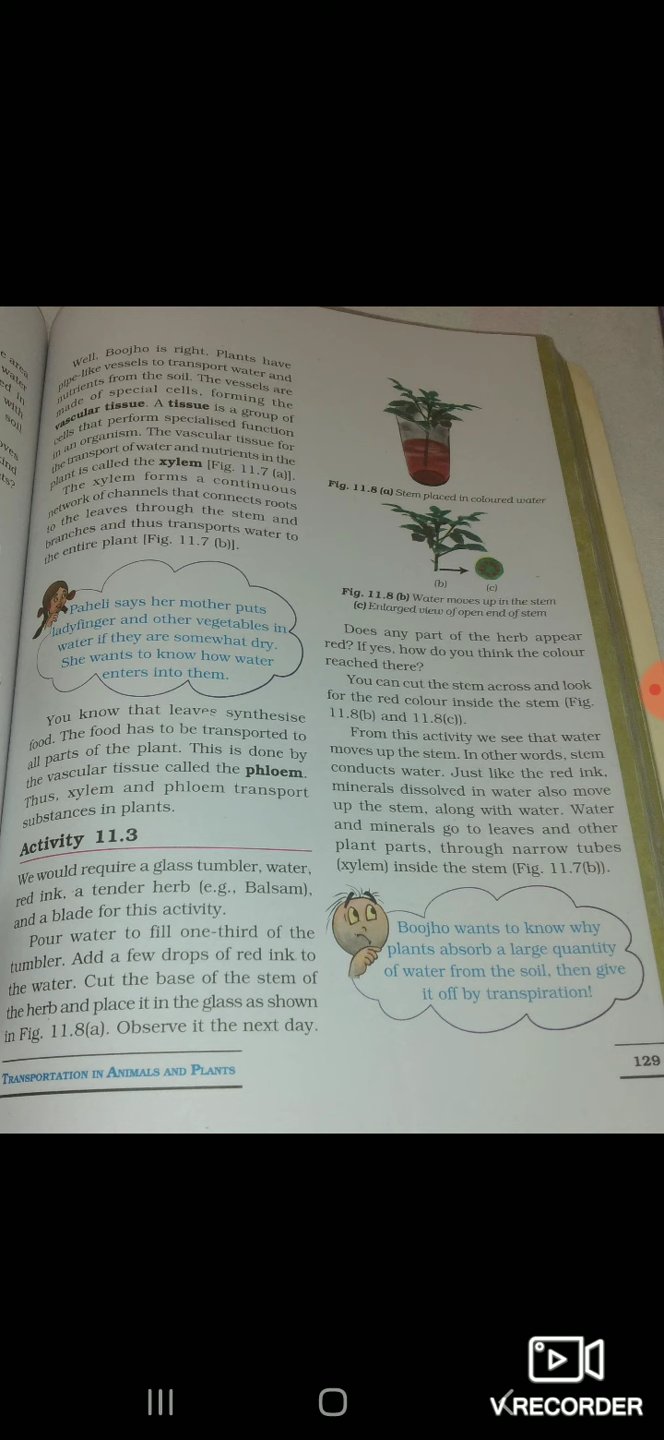 e area
water
ed in
with
soil
oves
kind
ts?
Well, Boojho is right. Plants have
pipe-like vessels to transport water and
nutrients from the soil. The vessels are
made of special cells, forming the
vascular tissue. A tissue is a group of
cells that perform specialised function
in an organism. The vascular tissue for
the transport of water and nutrients in the
plant is called the xylem [Fig. 11.7 (a)].
The xylem forms a continuous
network of channels that connects roots
to the leaves through the stem and
branches and thus transports water to
the entire plant [Fig. 11.7 (b)].
Paheli says her mother puts
ladyfinger and other vegetables in
water if they are somewhat dry.
She wants to know how water
enters into them.
You know that leaves synthesise
food. The food has to be transported to
all parts of the plant. This is done by
the vascular tissue called the phloem.
Thus, xylem and phloem transport
substances in plants.
Activity 11.3
We would require a glass tumbler, water,
red ink, a tender herb (e.g., Balsam),
and a blade for this activity.
Pour water to fill one-third of the
tumbler. Add a few drops of red ink to
the water. Cut the base of the stem of
the herb and place it in the glass as shown
in Fig. 11.8(a). Observe it the next day.
Fig. 11.8 (a) Stem placed in coloured water
(b)
(c)
Fig. 11.8 (b) Water moves up in the stem
(c) Enlarged view of open end of stem
Does any part of the herb appear
red? If yes, how do you think the colour
reached there?
You can cut the stem across and look
for the red colour inside the stem (Fig.
11.8(b) and 11.8(c)).
From this activity we see that water
moves up the stem. In other words, stem
conducts water. Just like the red ink,
minerals dissolved in water also move
up the stem, along with water. Water
and minerals go to leaves and other
plant parts, through narrow tubes
(xylem) inside the stem (Fig. 11.7(b)).
Boojho wants to know why
plants absorb a large quantity
of water from the soil, then give
it off by transpiration!
TRANSPORTATION IN ANIMALS AND PLANTS
129
V RECORDER